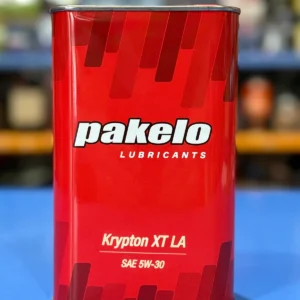 pakelo
LUBRICANTS
Krypton XT LA
SAE 5W-30